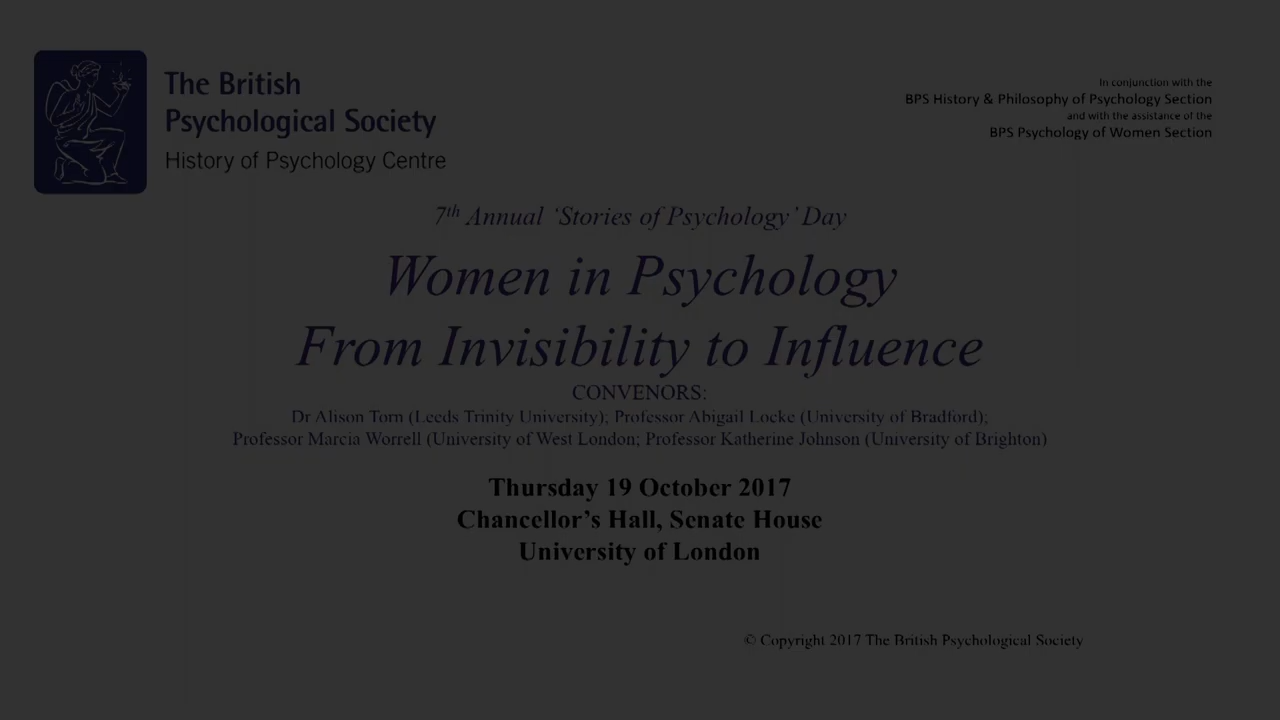 The British
Psychological Society
History of Psychology Centre
In conjunction with the
BPS History & Philosophy of Psychology Section
and with the assistance of the
BPS Psychology of Women Section
7th Annual ‘Stories of Psychology’ Day
Women in Psychology
From Invisibility to Influence
CONVENORS:
Dr Alison Torn (Leeds Trinity University); Professor Abigail Locke (University of Bradford);
Professor Marcia Worrell (University of West London; Professor Katherine Johnson (University of Brighton)
Thursday 19 October 2017
Chancellor’s Hall, Senate House
University of London
© Copyright 2017 The British Psychological Society